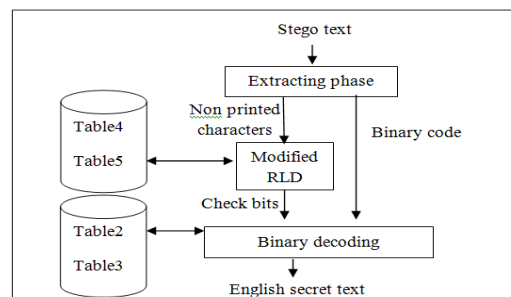 Stego text
Extracting phase
Non printed
characters
Binary code
Table4
Table5
Modified
RLD
Check bits
Table2
Table3
Binary decoding
English secret text